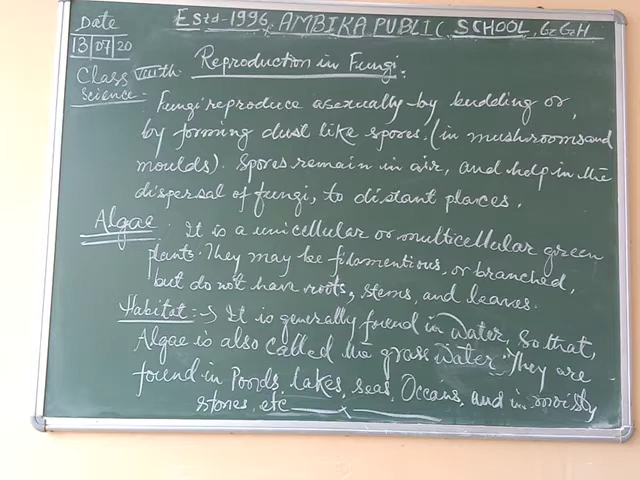 Date
13 07 20
Estd-1996, AMBIKA PUBLIC SCHOOL, GZGH
Class VIIIth.
Science-
Reproduction in Fungi.
Fungi reproduce asexually by budding or,
by forming dust like spores. (in mushrooms and
moulds). Spores remain in air, and help in the
dispersal of fungi, to distant places.
Algae It is a unicellular or multicellular green
plants. They may be filamentious, or branched,
but do not have roots, stems, and leaves.
Habitat:→ It is generally found in Water, So that,
Algae is also called the grass Water. They are
found in Ponds, lakes, seas, Oceans, and in moisty
stones, etc